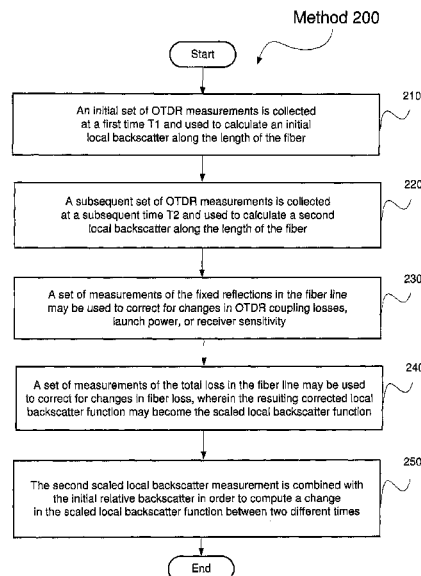 Method 200
Start
210
An initial set of OTDR measurements is collected
at a first time T1 and used to calculate an initial
local backscatter along the length of the fiber
220
A subsequent set of OTDR measurements is collected
at a subsequent time T2 and used to calculate a second
local backscatter along the length of the fiber
230
A set of measurements of the fixed reflections in the fiber line
may be used to correct for changes in OTDR coupling losses,
launch power, or receiver sensitivity
240
A set of measurements of the total loss in the fiber line may be used
to correct for changes in fiber loss, wherein the resulting corrected local
backscatter function may become the scaled local backscatter function
250
The second scaled local backscatter measurement is combined with
the initial relative backscatter in order to compute a change
in the scaled local backscatter function between two different times
End